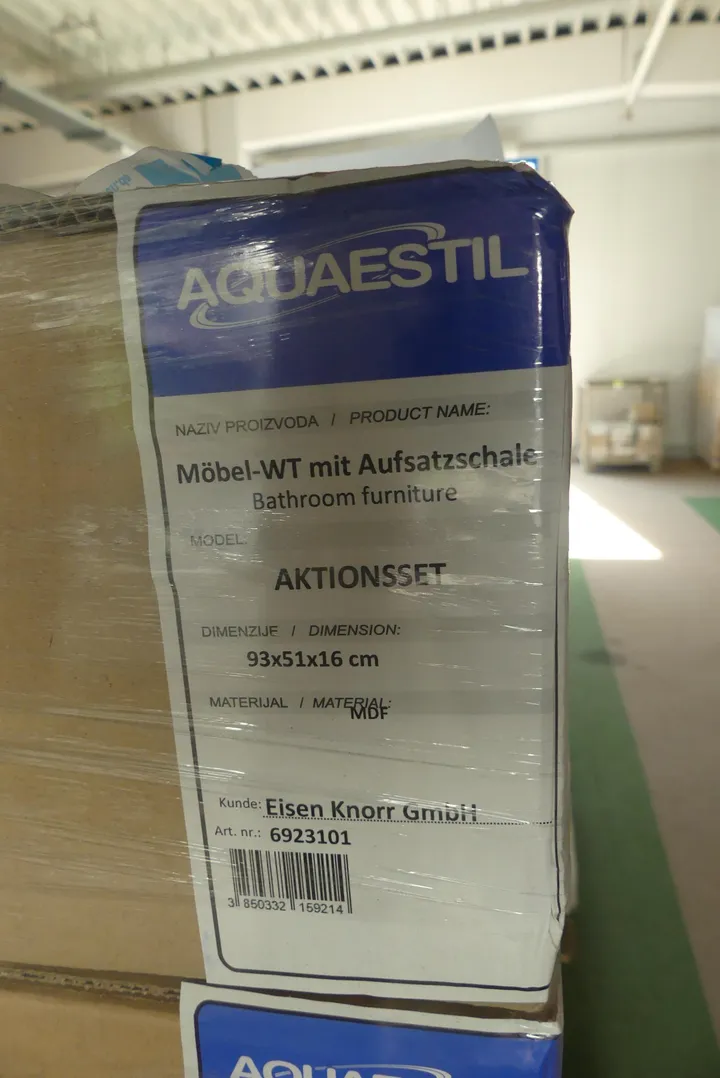 AQUAESTIL
NAZIV PROIZVODA / PRODUCT NAME:
Möbel-WT mit Aufsatzschale
Bathroom furniture
MODEL:
AKTIONSSET
DIMENZIJE / DIMENSION:
93x51x16 cm
MATERIJAL / MATERIAL:
MDF
Kunde: Eisen Knorr GmbH
Art. nr.: 6923101
3 850332 159214
AQUAESTIL